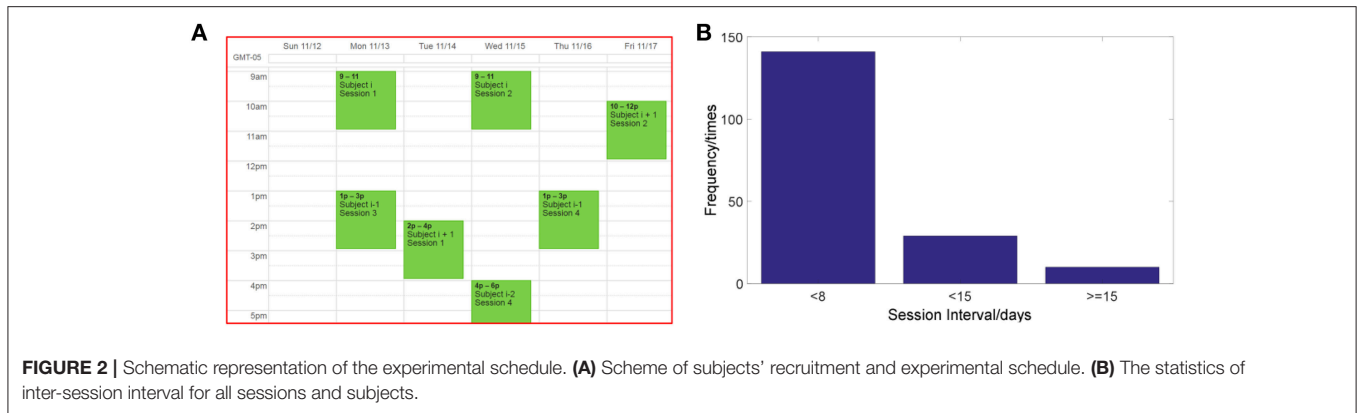 A
Sun 11/12 Mon 11/13 Tue 11/14 Wed 11/15 Thu 11/16 Fri 11/17
GMT-05
9am
10am
11am
12pm
1pm
2pm
3pm
4pm
5pm
9 – 11
Subject i
Session 1
9 – 11
Subject i
Session 2
10 – 12p
Subject i + 1
Session 2
1p – 3p
Subject i-1
Session 3
1p – 3p
Subject i-1
Session 4
2p – 4p
Subject i + 1
Session 1
4p – 6p
Subject i-2
Session 4
B
150
100
50
0
Frequency/times
<8 <15 >=15
Session Interval/days
FIGURE 2 | Schematic representation of the experimental schedule. (A) Scheme of subjects' recruitment and experimental schedule. (B) The statistics of
inter-session interval for all sessions and subjects.